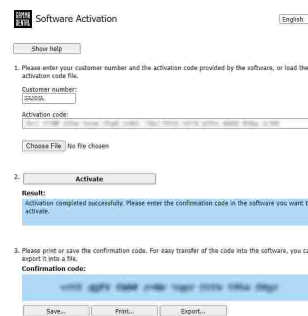 GAMMA
DENTAL
Software Activation
English
Show help
1. Please enter your customer number and the activation code provided by the software, or load the
activation code file.
Customer number:
Activation code:
Choose File No file chosen
2.
Activate
Result:
Activation completed successfully. Please enter the confirmation code in the software you want
activate.
3. Please print or save the confirmation code. For easy transfer of the code into the software, you
export it into a file.
Confirmation code:
Save...
Print...
Export...